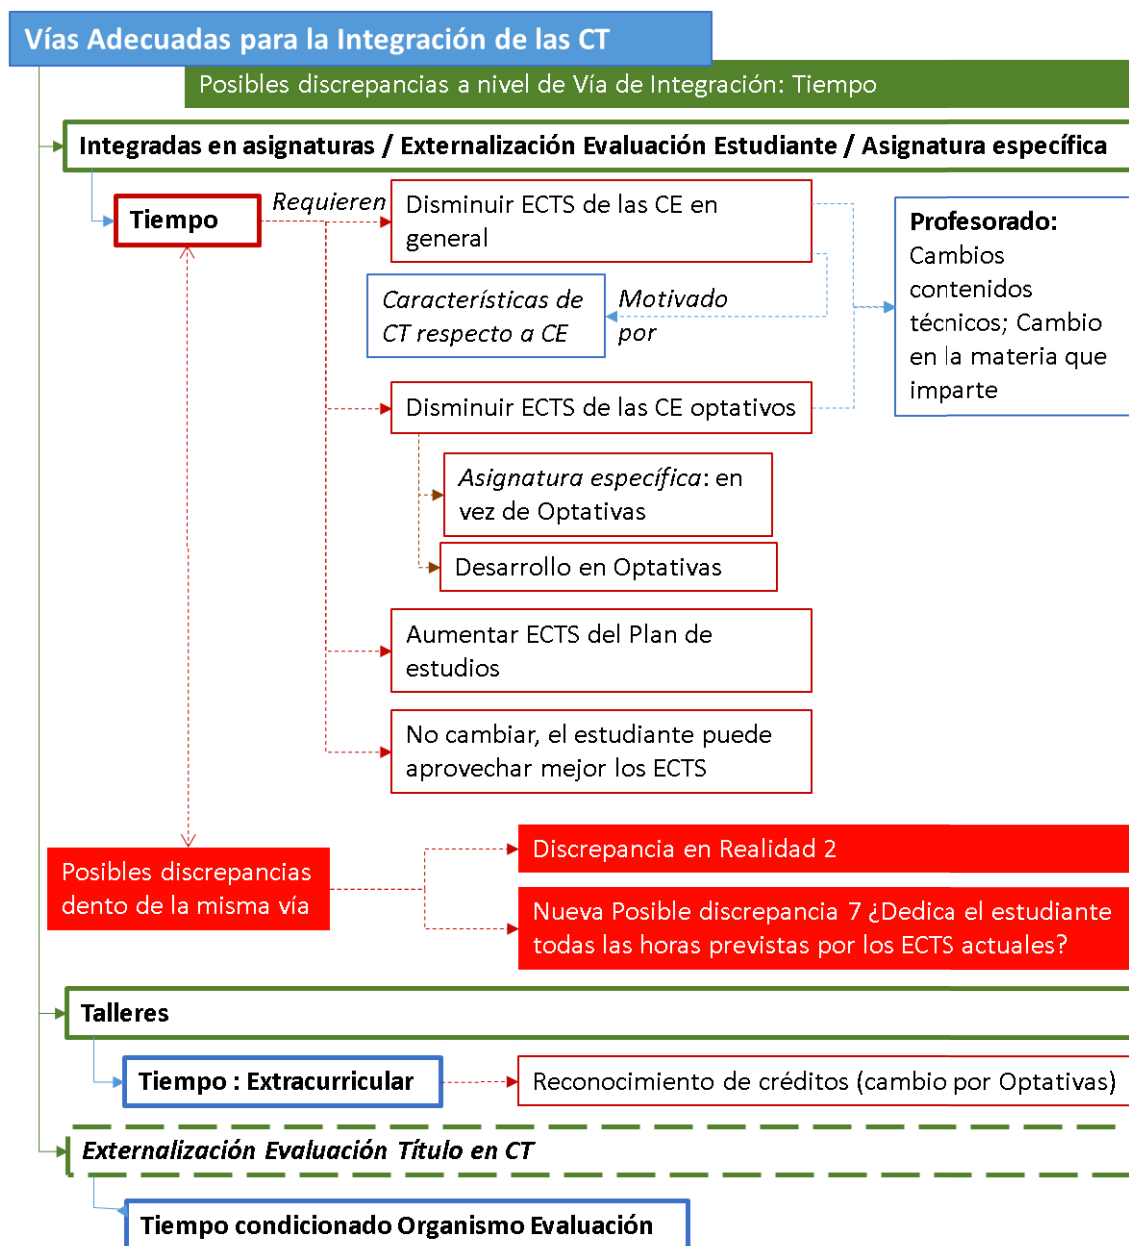 Vías Adecuadas para la Integración de las CT
Posibles discrepancias a nivel de Vía de Integración: Tiempo
Integradas en asignaturas / Externalización Evaluación Estudiante / Asignatura específica
Tiempo
Requieren
Disminuir ECTS de las CE en
general
Características de
CT respecto a CE
Motivado
por
Profesorado:
Cambios
contenidos
técnicos; Cambio
en la materia que
imparte
Disminuir ECTS de las CE optativos
Asignatura específica: en
vez de Optativas
Desarrollo en Optativas
Aumentar ECTS del Plan de
estudios
No cambiar, el estudiante puede
aprovechar mejor los ECTS
Posibles discrepancias
dento de la misma vía
Discrepancia en Realidad 2
Nueva Posible discrepancia 7 ¿Dedica el estudiante
todas las horas previstas por los ECTS actuales?
Talleres
Tiempo : Extracurricular
Reconocimiento de créditos (cambio por Optativas)
Externalización Evaluación Título en CT
Tiempo condicionado Organismo Evaluación